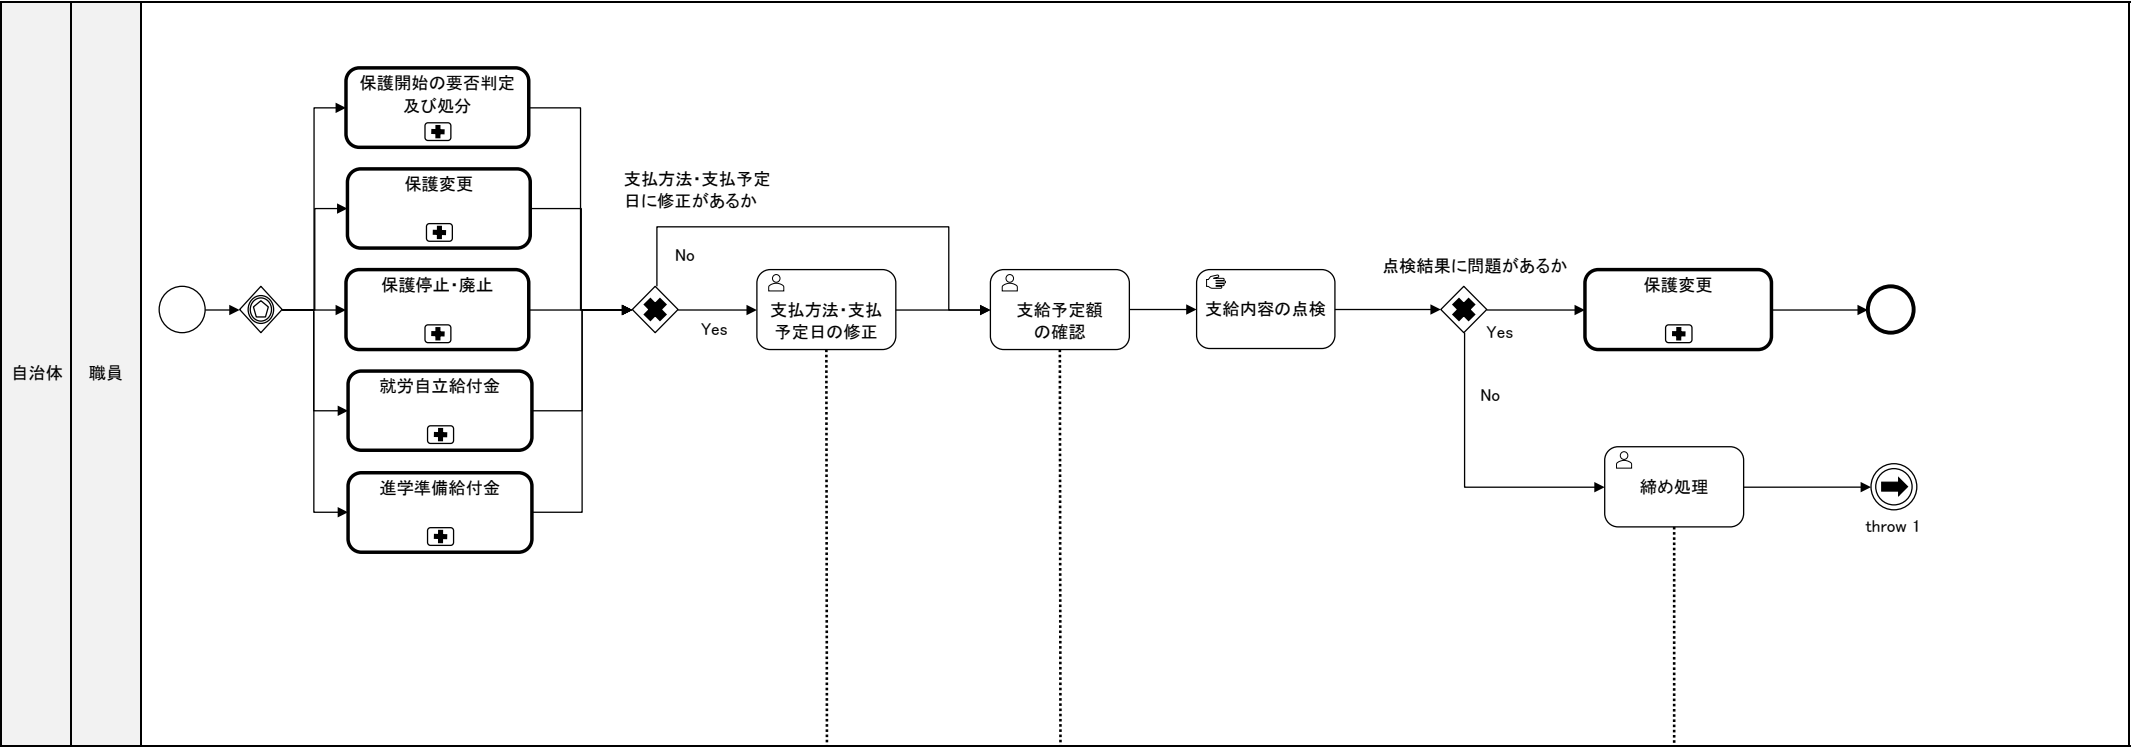 自治体
職員
保護開始の要否判定
及び処分
保護変更
保護停止・廃止
就労自立給付金
進学準備給付金
支払方法・支払予定
日に修正があるか
No
Yes
支払方法・支払
予定日の修正
支給予定額
の確認
支給内容の点検
点検結果に問題があるか
Yes
No
保護変更
締め処理
throw 1